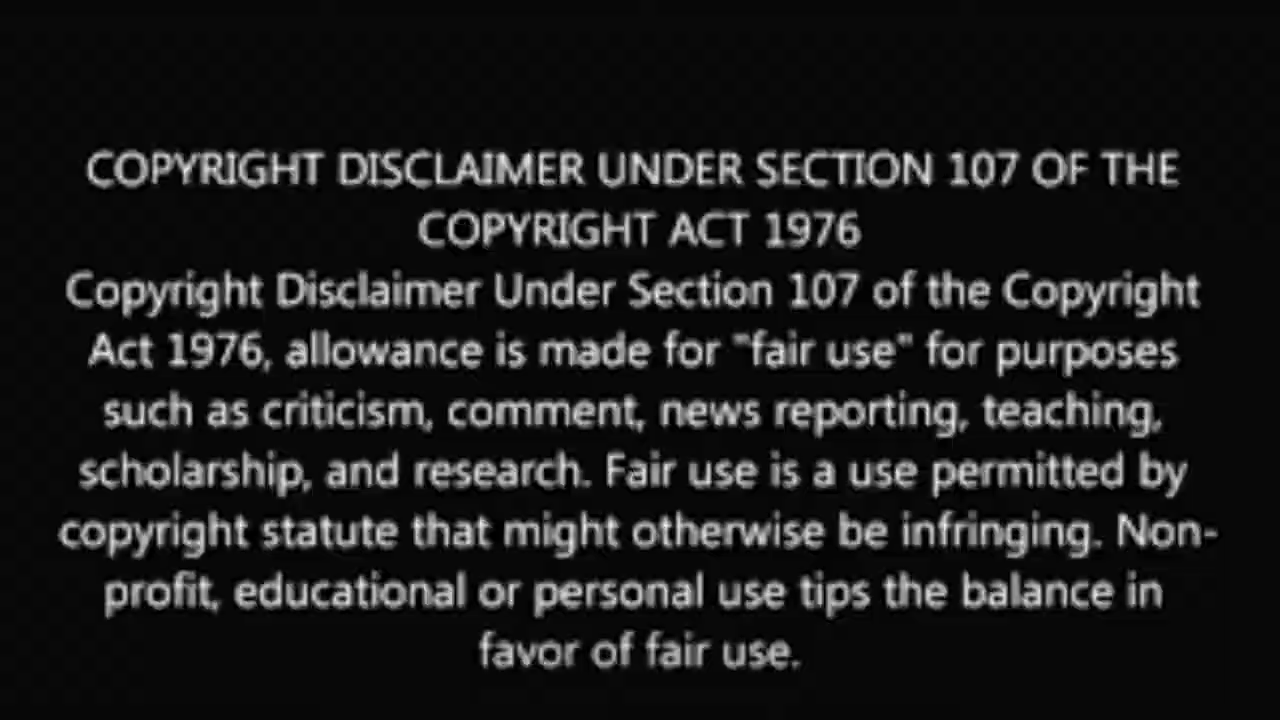 COPYRIGHT DISCLAIMER UNDER SECTION 107 OF THE
COPYRIGHT ACT 1976
Copyright Disclaimer Under Section 107 of the Copyright
Act 1976, allowance is made for "fair use" for purposes
such as criticism, comment, news reporting, teaching,
scholarship, and research. Fair use is a use permitted by
copyright statute that might otherwise be infringing. Non-
profit, educational or personal use tips the balance in
favor of fair use.